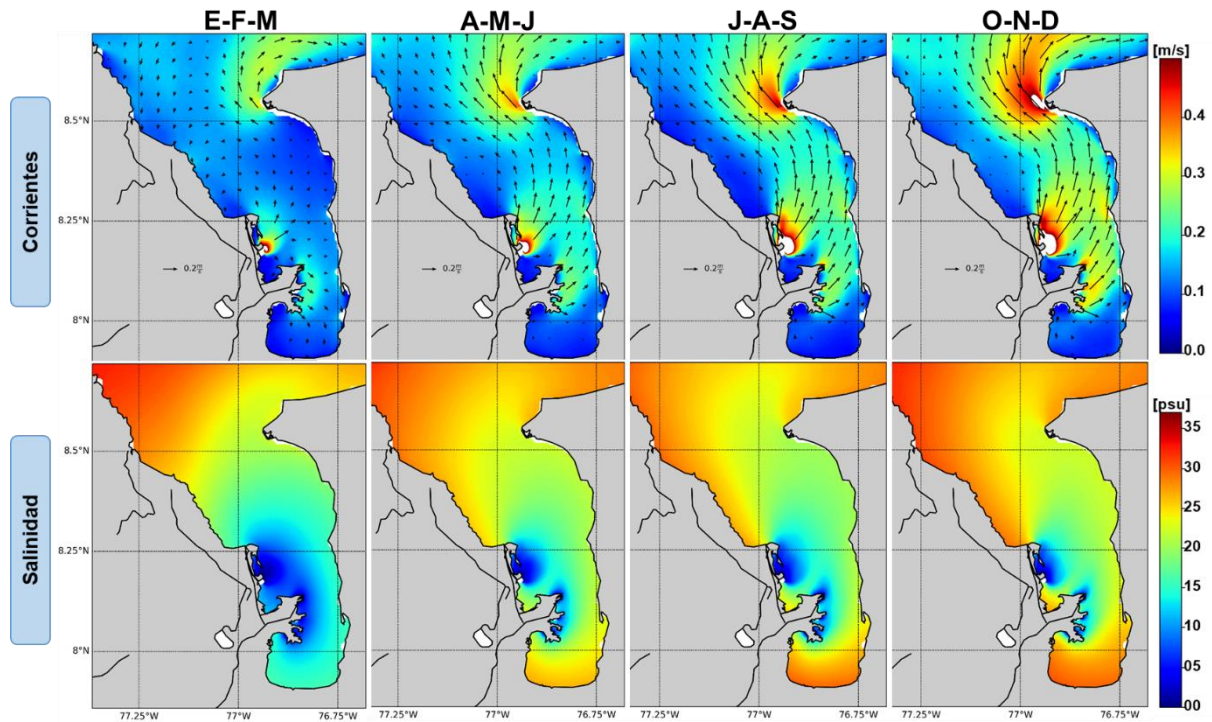 E-F-M A-M-J J-A-S O-N-D
[m/s]
Corrientes
8.5°N
8.25°N
8°N
0.2 m/s 0.2 m/s 0.2 m/s 0.2 m/s
0.4
0.3
0.2
0.1
0.0
[psu]
Salinidad
8.5°N
8.25°N
8°N
35
30
25
20
15
10
05
00
77.25°W 77°W 76.75°W 77.25°W 77°W 76.75°W 77.25°W 77°W 76.75°W 77.25°W 77°W 76.75°W